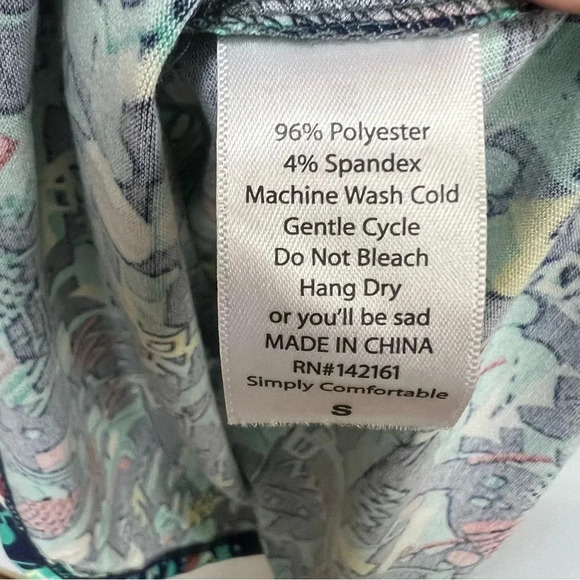 96% Polyester
4% Spandex
Machine Wash Cold
Gentle Cycle
Do Not Bleach
Hang Dry
or you'll be sad
MADE IN CHINA
RN#142161
Simply Comfortable
S